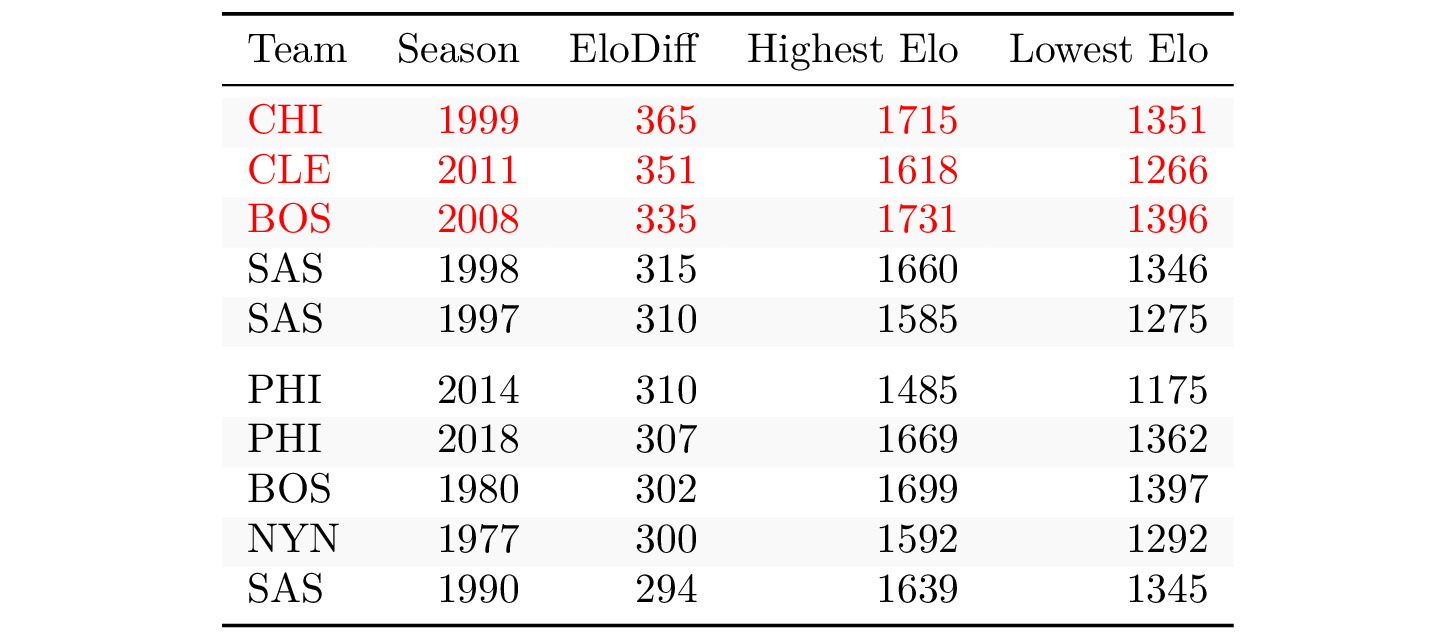 Team Season EloDiff Highest Elo Lowest Elo
CHI 1999 365 1715 1351
CLE 2011 351 1618 1266
BOS 2008 335 1731 1396
SAS 1998 315 1660 1346
SAS 1997 310 1585 1275
PHI 2014 310 1485 1175
PHI 2018 307 1669 1362
BOS 1980 302 1699 1397
NYN 1977 300 1592 1292
SAS 1990 294 1639 1345